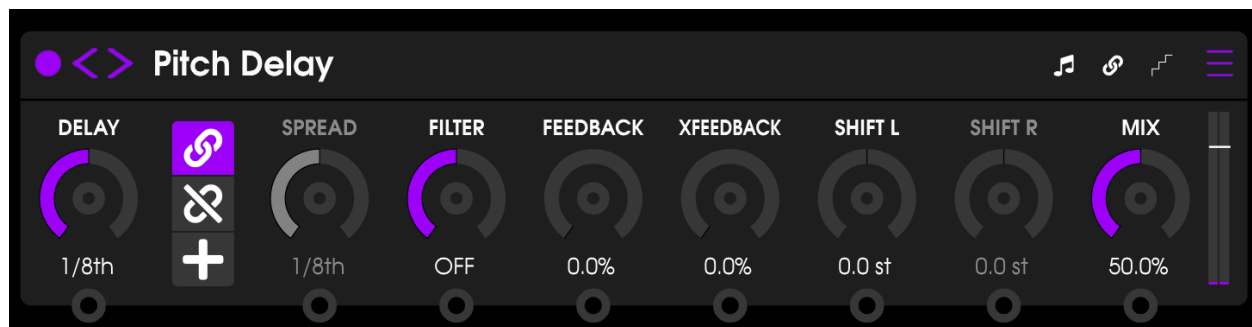 Pitch Delay
DELAY SPREAD FILTER FEEDBACK XFEEDBACK SHIFT L SHIFT R MIX
1/8th 1/8th OFF 0.0% 0.0% 0.0 st 0.0 st 50.0%